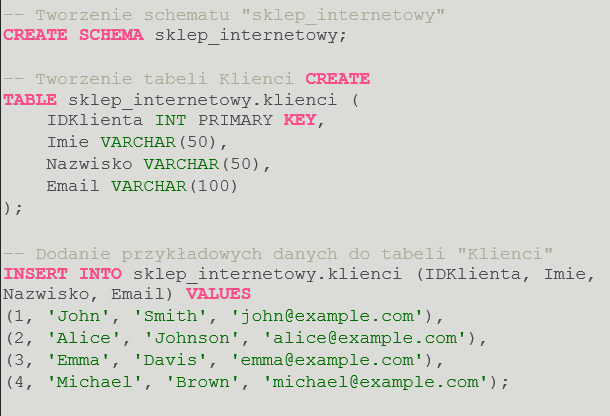 -- Tworzenie schematu "sklep_internetowy"
CREATE SCHEMA sklep_internetowy;
-- Tworzenie tabeli Klienci CREATE
TABLE sklep_internetowy.klienci (
    IDKlienta INT PRIMARY KEY,
    Imie VARCHAR(50),
    Nazwisko VARCHAR(50),
    Email VARCHAR(100)
);
-- Dodanie przykładowych danych do tabeli "Klienci"
INSERT INTO sklep_internetowy.klienci (IDKlienta, Imie,
Nazwisko, Email) VALUES
(1, 'John', 'Smith', 'john@example.com'),
(2, 'Alice', 'Johnson', 'alice@example.com'),
(3, 'Emma', 'Davis', 'emma@example.com'),
(4, 'Michael', 'Brown', 'michael@example.com');